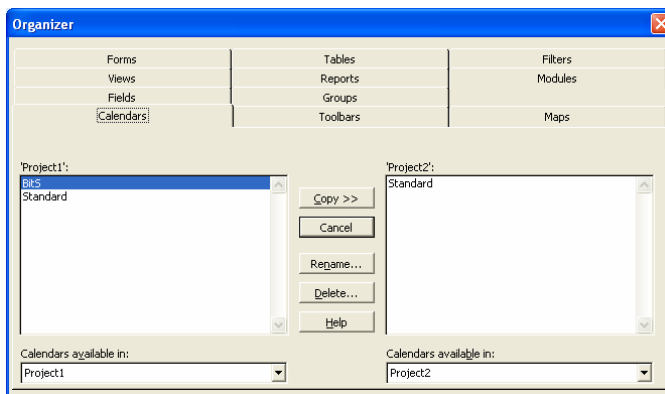 Organizer
Forms Tables Filters
Views Reports Modules
Fields Groups
Calendars Toolbars Maps
'Project1': 'Project2':
BitS Standard
Standard
Copy >>
Cancel
Rename...
Delete...
Help
Calendars available in: Calendars available in:
Project1 Project2